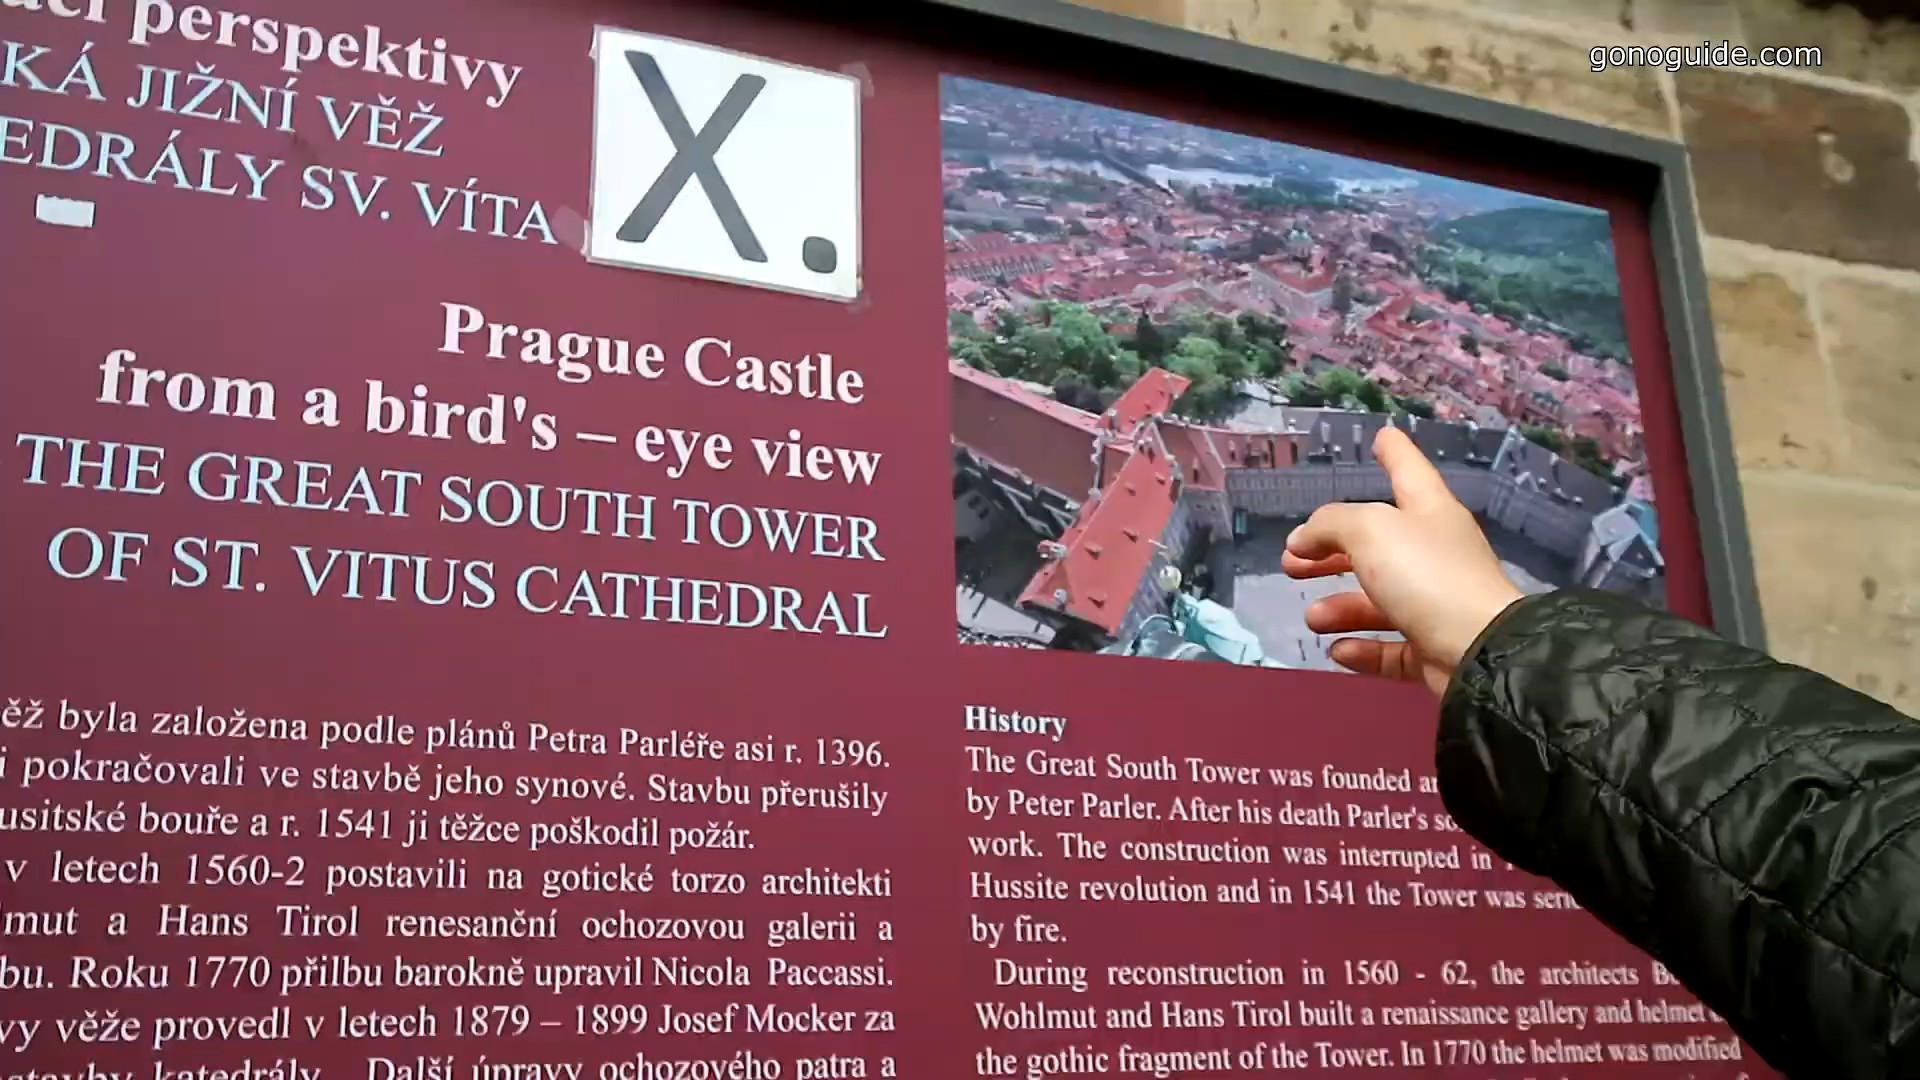 perspektivy
KÁ JIŽNÍ VĚŽ
EDRÁLY SV. VÍTA
X.
gonoguide.com
Prague Castle
from a bird's – eye view
THE GREAT SOUTH TOWER
OF ST. VITUS CATHEDRAL
ěž byla založena podle plánů Petra Parléře asi r. 1396.
i pokračovali ve stavbě jeho synové. Stavbu přerušily
usitské bouře a r. 1541 ji těžce poškodil požár.
v letech 1560-2 postavili na gotické torzo architekti
lmut a Hans Tirol renesanční ochozovou galerii a
bu. Roku 1770 přilbu barokně upravil Nicola Paccassi.
vy věže provedl v letech 1879 – 1899 Josef Mocker za
stavby katedrály. Další úpravy ochozového patra a
History
The Great South Tower was founded
by Peter Parler. After his death Parler's
work. The construction was interrupted in
Hussite revolution and in 1541 the Tower was
by fire.
During reconstruction in 1560 - 62, the architects
Wohlmut and Hans Tirol built a renaissance gallery and helmet
the gothic fragment of the Tower. In 1770 the helmet was modified